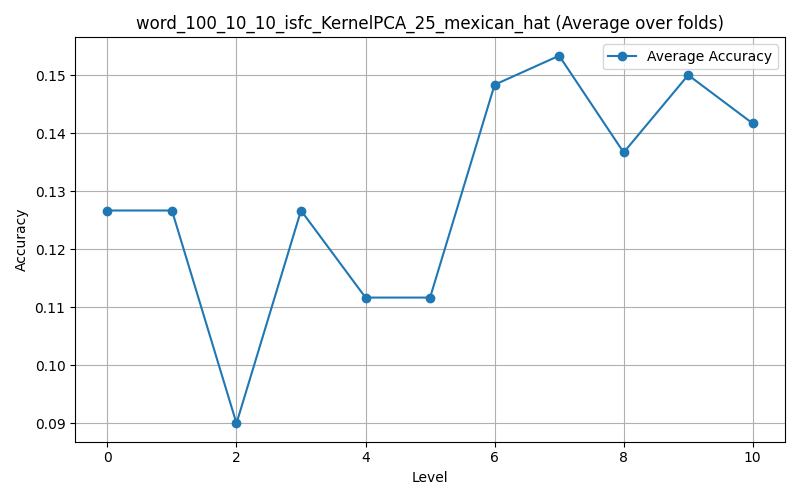 word_100_10_10_isfc_KernelPCA_25_mexican_hat (Average over folds)
Average Accuracy
0.15
0.14
0.13
0.12
0.11
0.10
0.09
Accuracy
0 2 4 6 8 10
Level